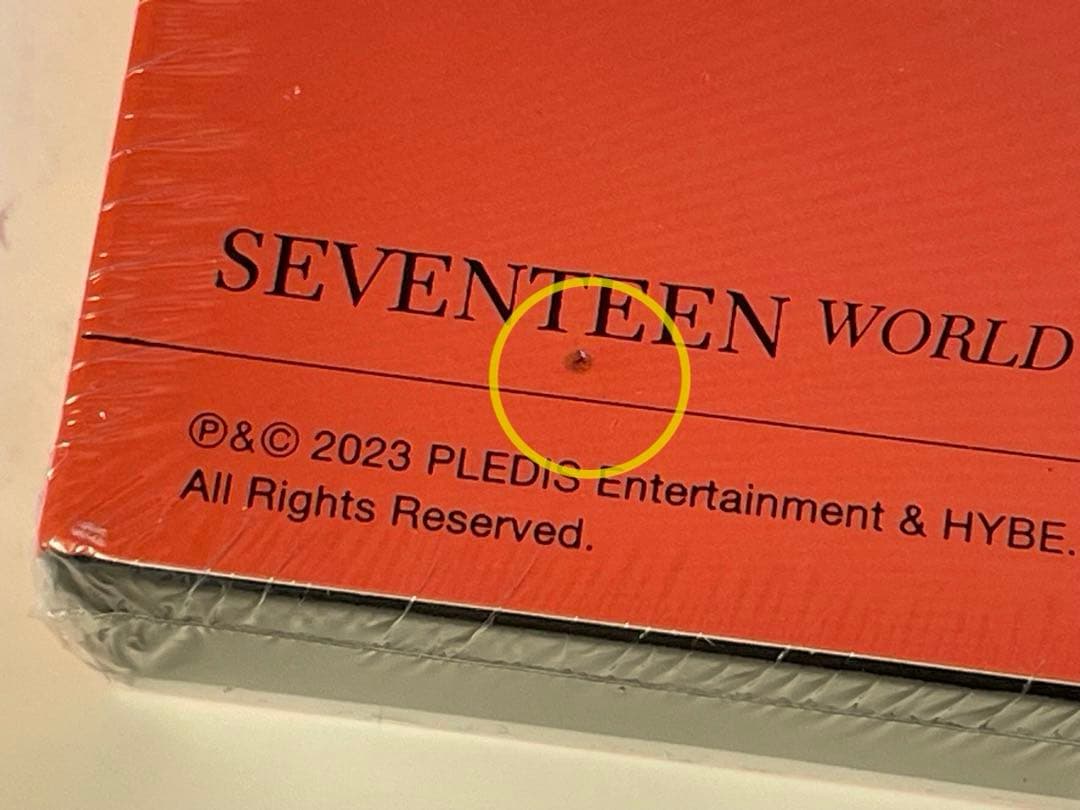 SEVENTEEN WORLD
℗&© 2023 PLEDIS Entertainment & HYBE.
All Rights Reserved.